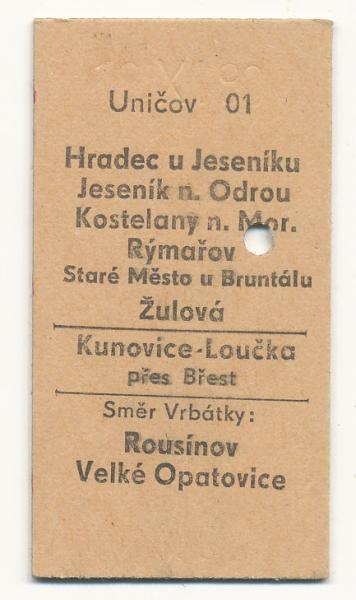 Uničov 01
Hradec u Jeseníku
Jeseník n. Odrou
Kostelany n. Mor.
Rýmařov
Staré Město u Bruntálu
Žulová
Kunovice-Loučka
přes Břest
Směr Vrbátky:
Rousínov
Velké Opatovice